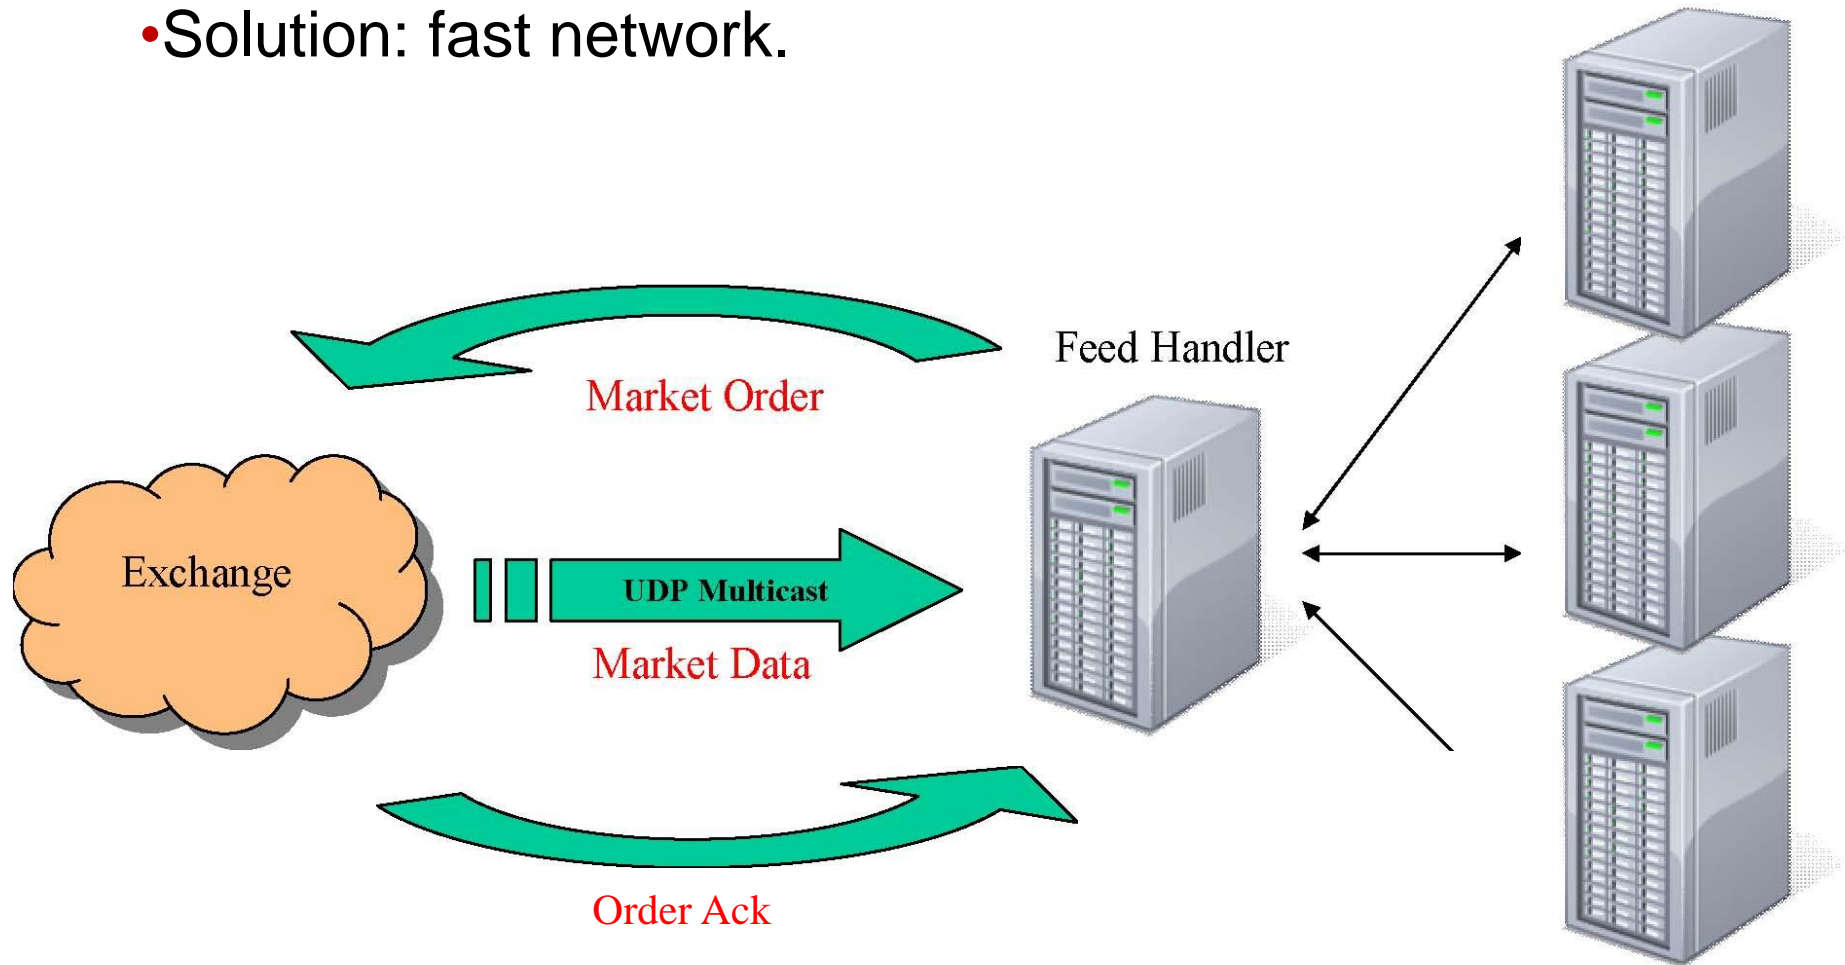 •Solution: fast network.
Feed Handler
Market Order
Exchange
UDP Multicast
Market Data
Order Ack